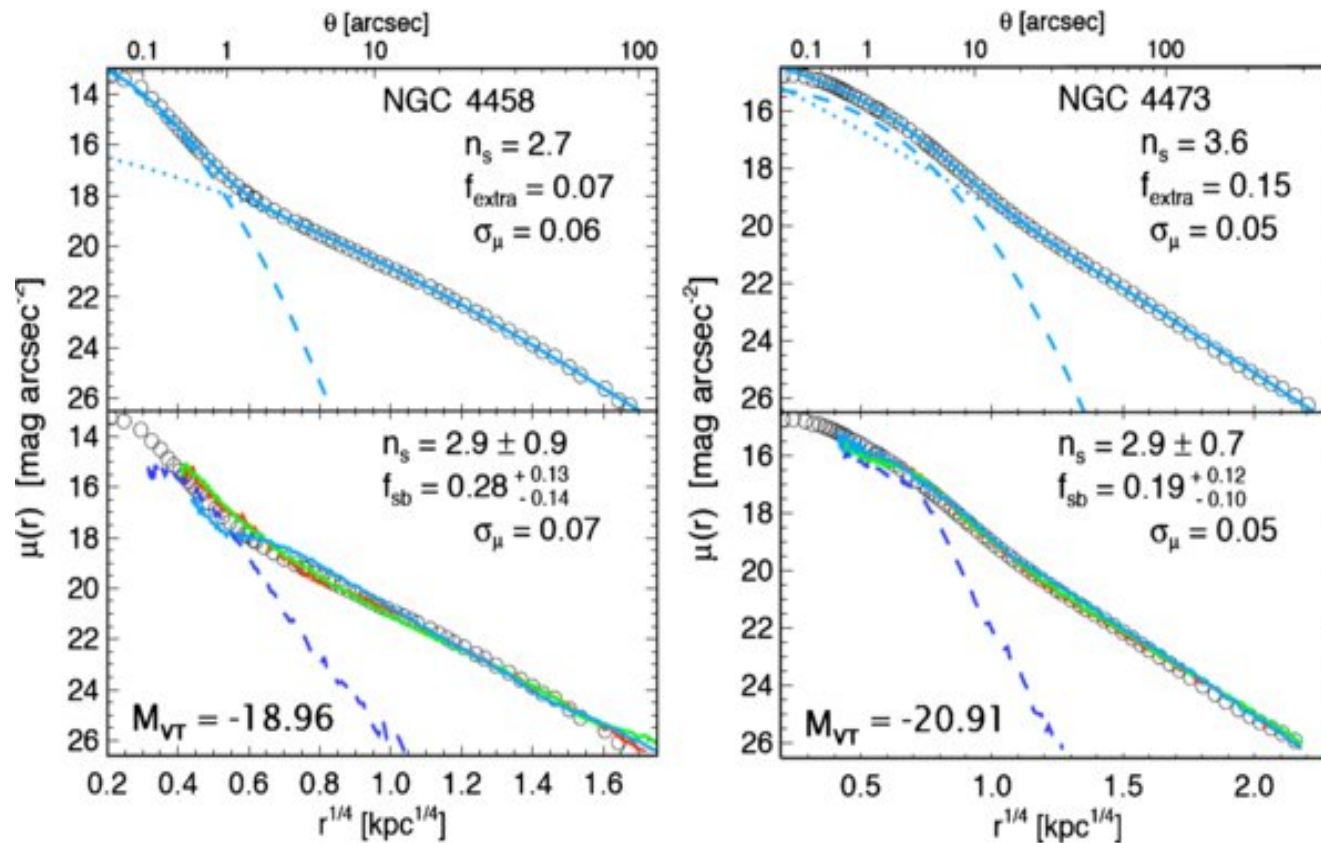 θ [arcsec]
0.1 1 10 100
NGC 4458
n_s = 2.7
f_extra = 0.07
σ_μ = 0.06
14
16
18
20
22
24
26
n_s = 2.9 ± 0.9
f_sb = 0.28 +0.13 -0.14
σ_μ = 0.07
M_VT = -18.96
14
16
18
20
22
24
26
μ(r) [mag arcsec^-2]
0.2 0.4 0.6 0.8 1.0 1.2 1.4 1.6
r^1/4 [kpc^1/4]
θ [arcsec]
0.1 1 10 100
NGC 4473
n_s = 3.6
f_extra = 0.15
σ_μ = 0.05
16
18
20
22
24
26
n_s = 2.9 ± 0.7
f_sb = 0.19 +0.12 -0.10
σ_μ = 0.05
M_VT = -20.91
16
18
20
22
24
26
μ(r) [mag arcsec^-2]
0.5 1.0 1.5 2.0
r^1/4 [kpc^1/4]